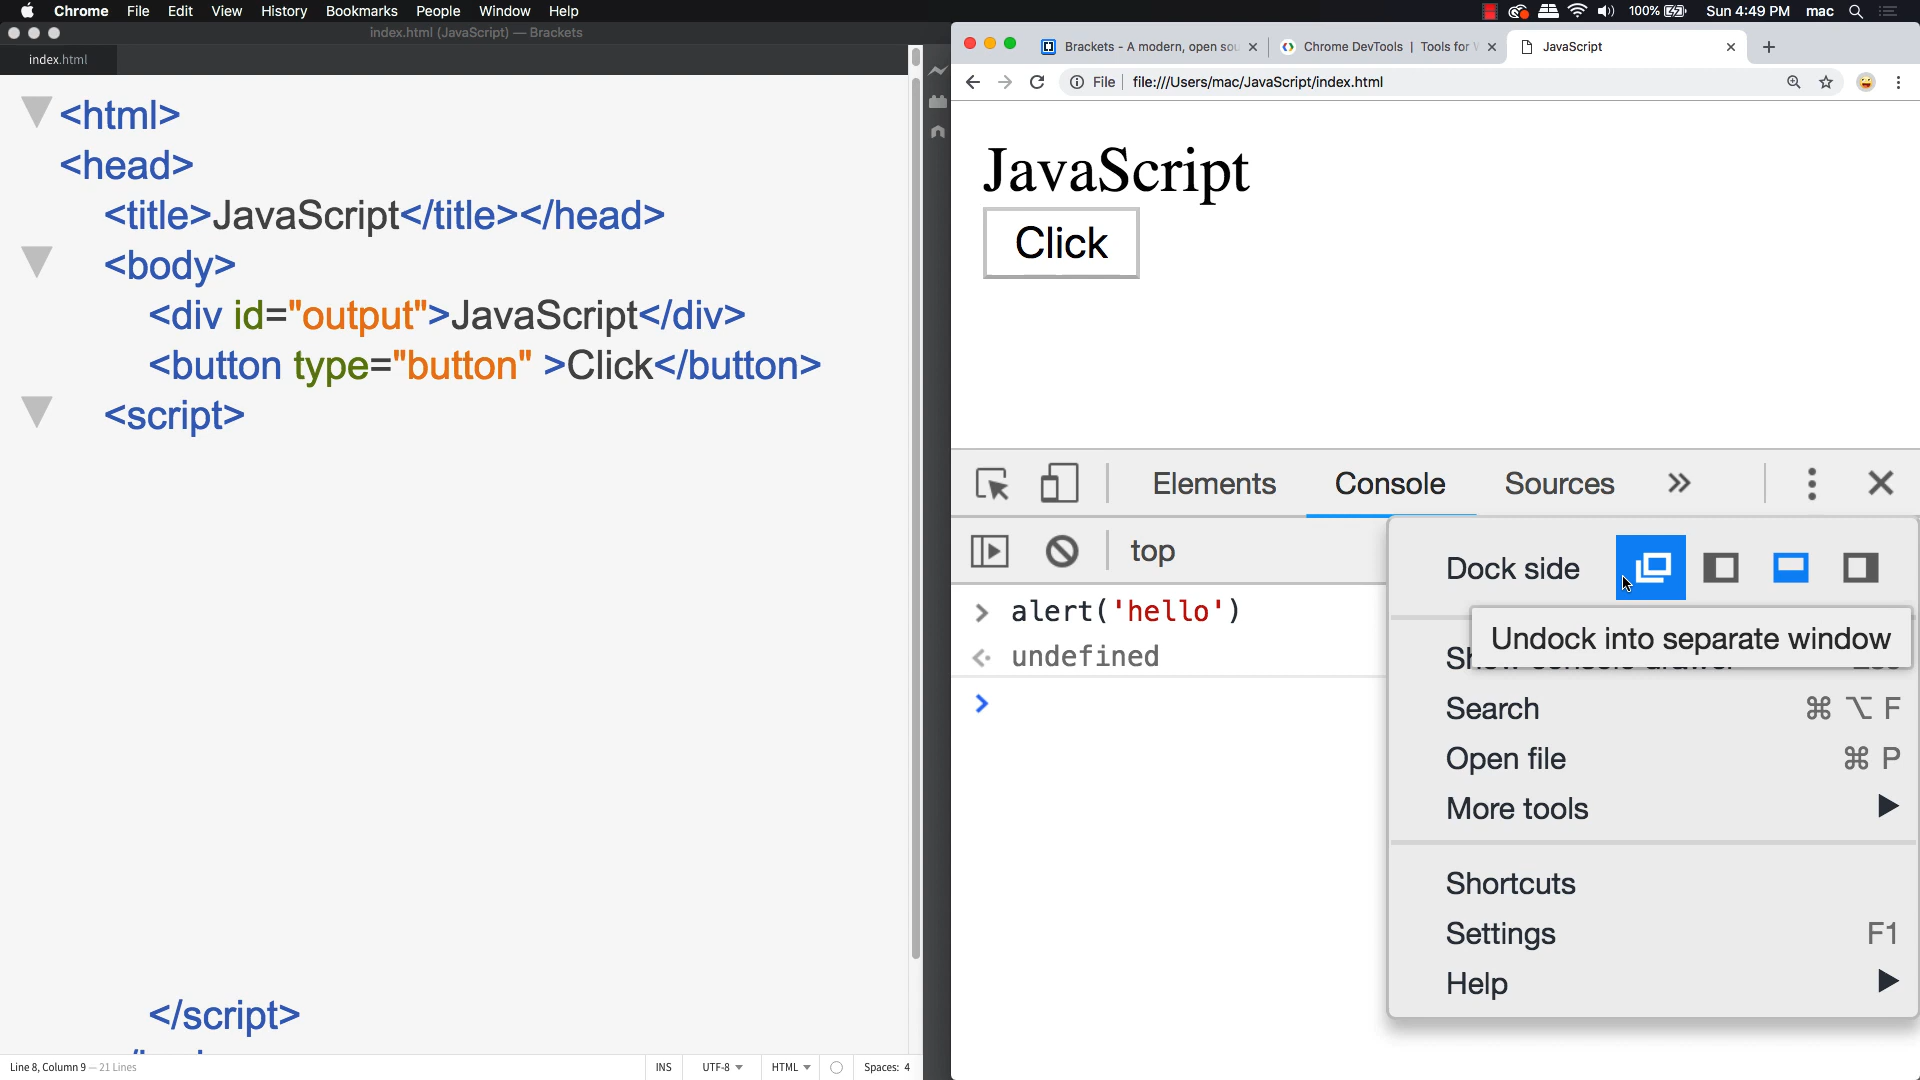 Chrome File Edit View History Bookmarks People Window Help
100% Sun 4:49 PM mac
index.html (JavaScript) — Brackets
index.html
<html>
<head>
<title>JavaScript</title></head>
<body>
<div id="output">JavaScript</div>
<button type="button" >Click</button>
<script>
</script>
Line 8, Column 9 — 21 Lines
INS UTF-8 HTML Spaces: 4
Brackets - A modern, open sou
Chrome DevTools | Tools for W
JavaScript
File file:///Users/mac/JavaScript/index.html
JavaScript
Click
Elements Console Sources
top
> alert('hello')
undefined
>
Dock side
Undock into separate window
Search ⌘ ⌥ F
Open file ⌘ P
More tools
Shortcuts
Settings F1
Help